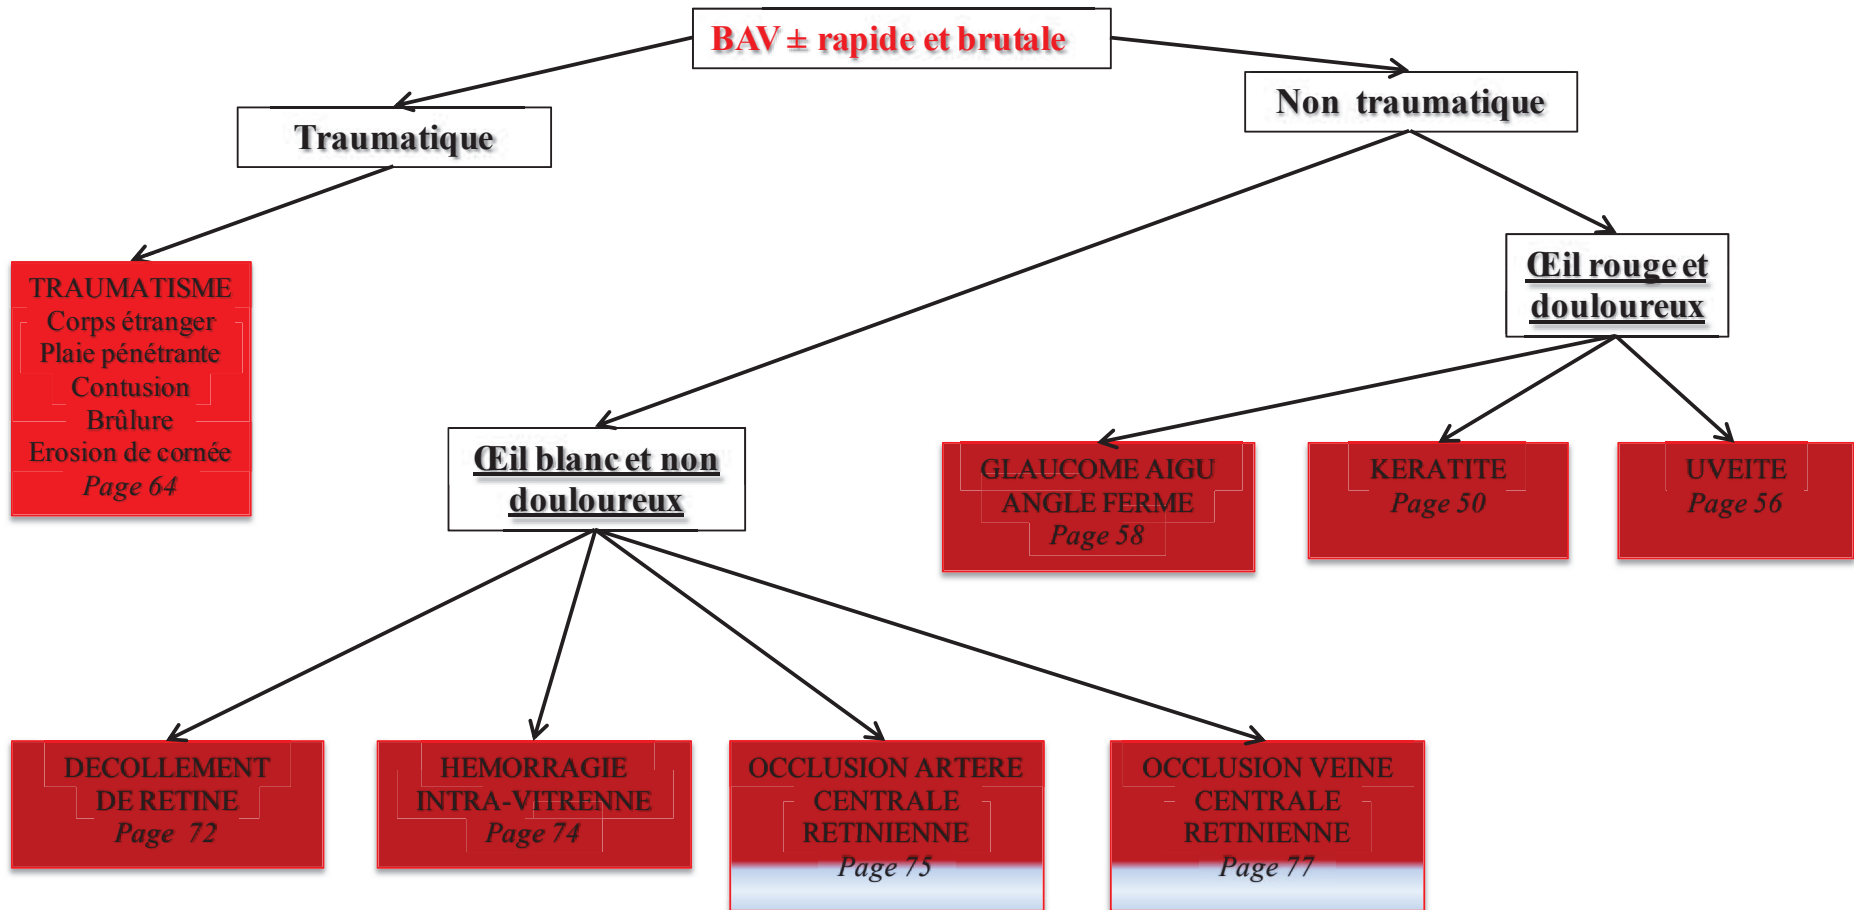 BAV ± rapide et brutale
Non traumatique
Traumatique
Œil rouge et
douloureux
TRAUMATISME
Corps étranger
Plaie pénétrante
Contusion
Brûlure
Erosion de cornée
Page 64
Œil blanc et non
douloureux
GLAUCOME AIGU
ANGLE FERME
Page 58
KERATITE
Page 50
UVEITE
Page 56
DECOLLEMENT
DE RETINE
Page 72
HEMORRAGIE
INTRA-VITRENNE
Page 74
OCCLUSION ARTERE
CENTRALE
RETINIENNE
Page 75
OCCLUSION VEINE
CENTRALE
RETINIENNE
Page 77